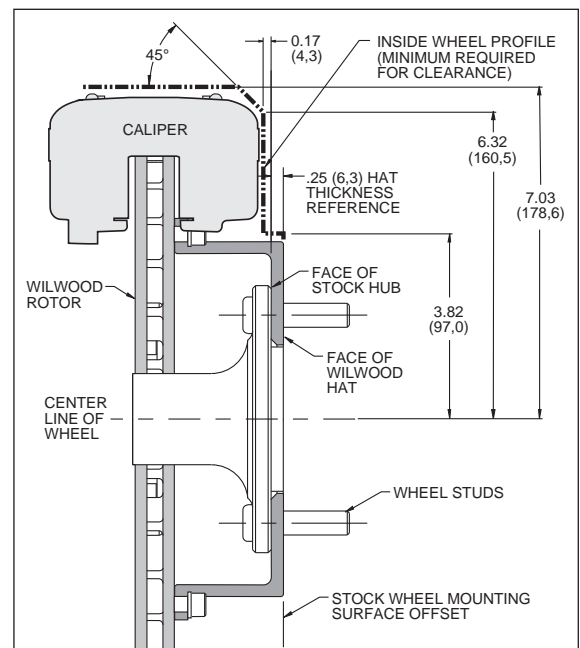 45°
0.17
(4,3)
INSIDE WHEEL PROFILE
(MINIMUM REQUIRED
FOR CLEARANCE)
CALIPER
6.32
(160,5)
7.03
(178,6)
.25 (6,3) HAT
THICKNESS
REFERENCE
3.82
(97,0)
WILWOOD
ROTOR
FACE OF
STOCK HUB
FACE OF
WILWOOD
HAT
CENTER
LINE OF
WHEEL
WHEEL STUDS
STOCK WHEEL MOUNTING
SURFACE OFFSET